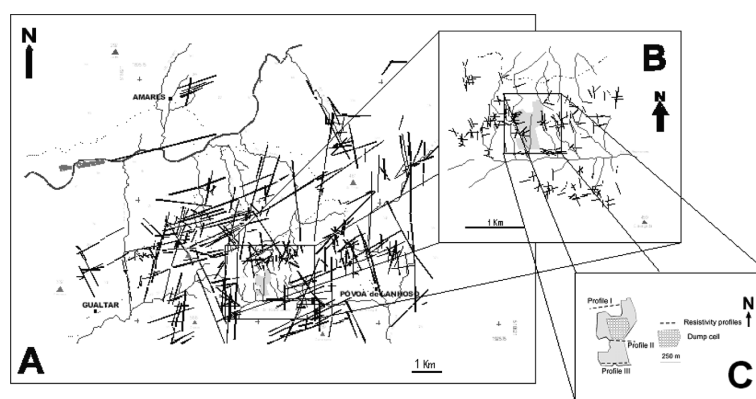 N
AMARES
GUALTAR
PÓVOA de LANHOSO
A
1 Km
B
N
1 Km
Profile I
Profile II
Profile III
N
Resistivity profiles
Dump cell
250 m
C